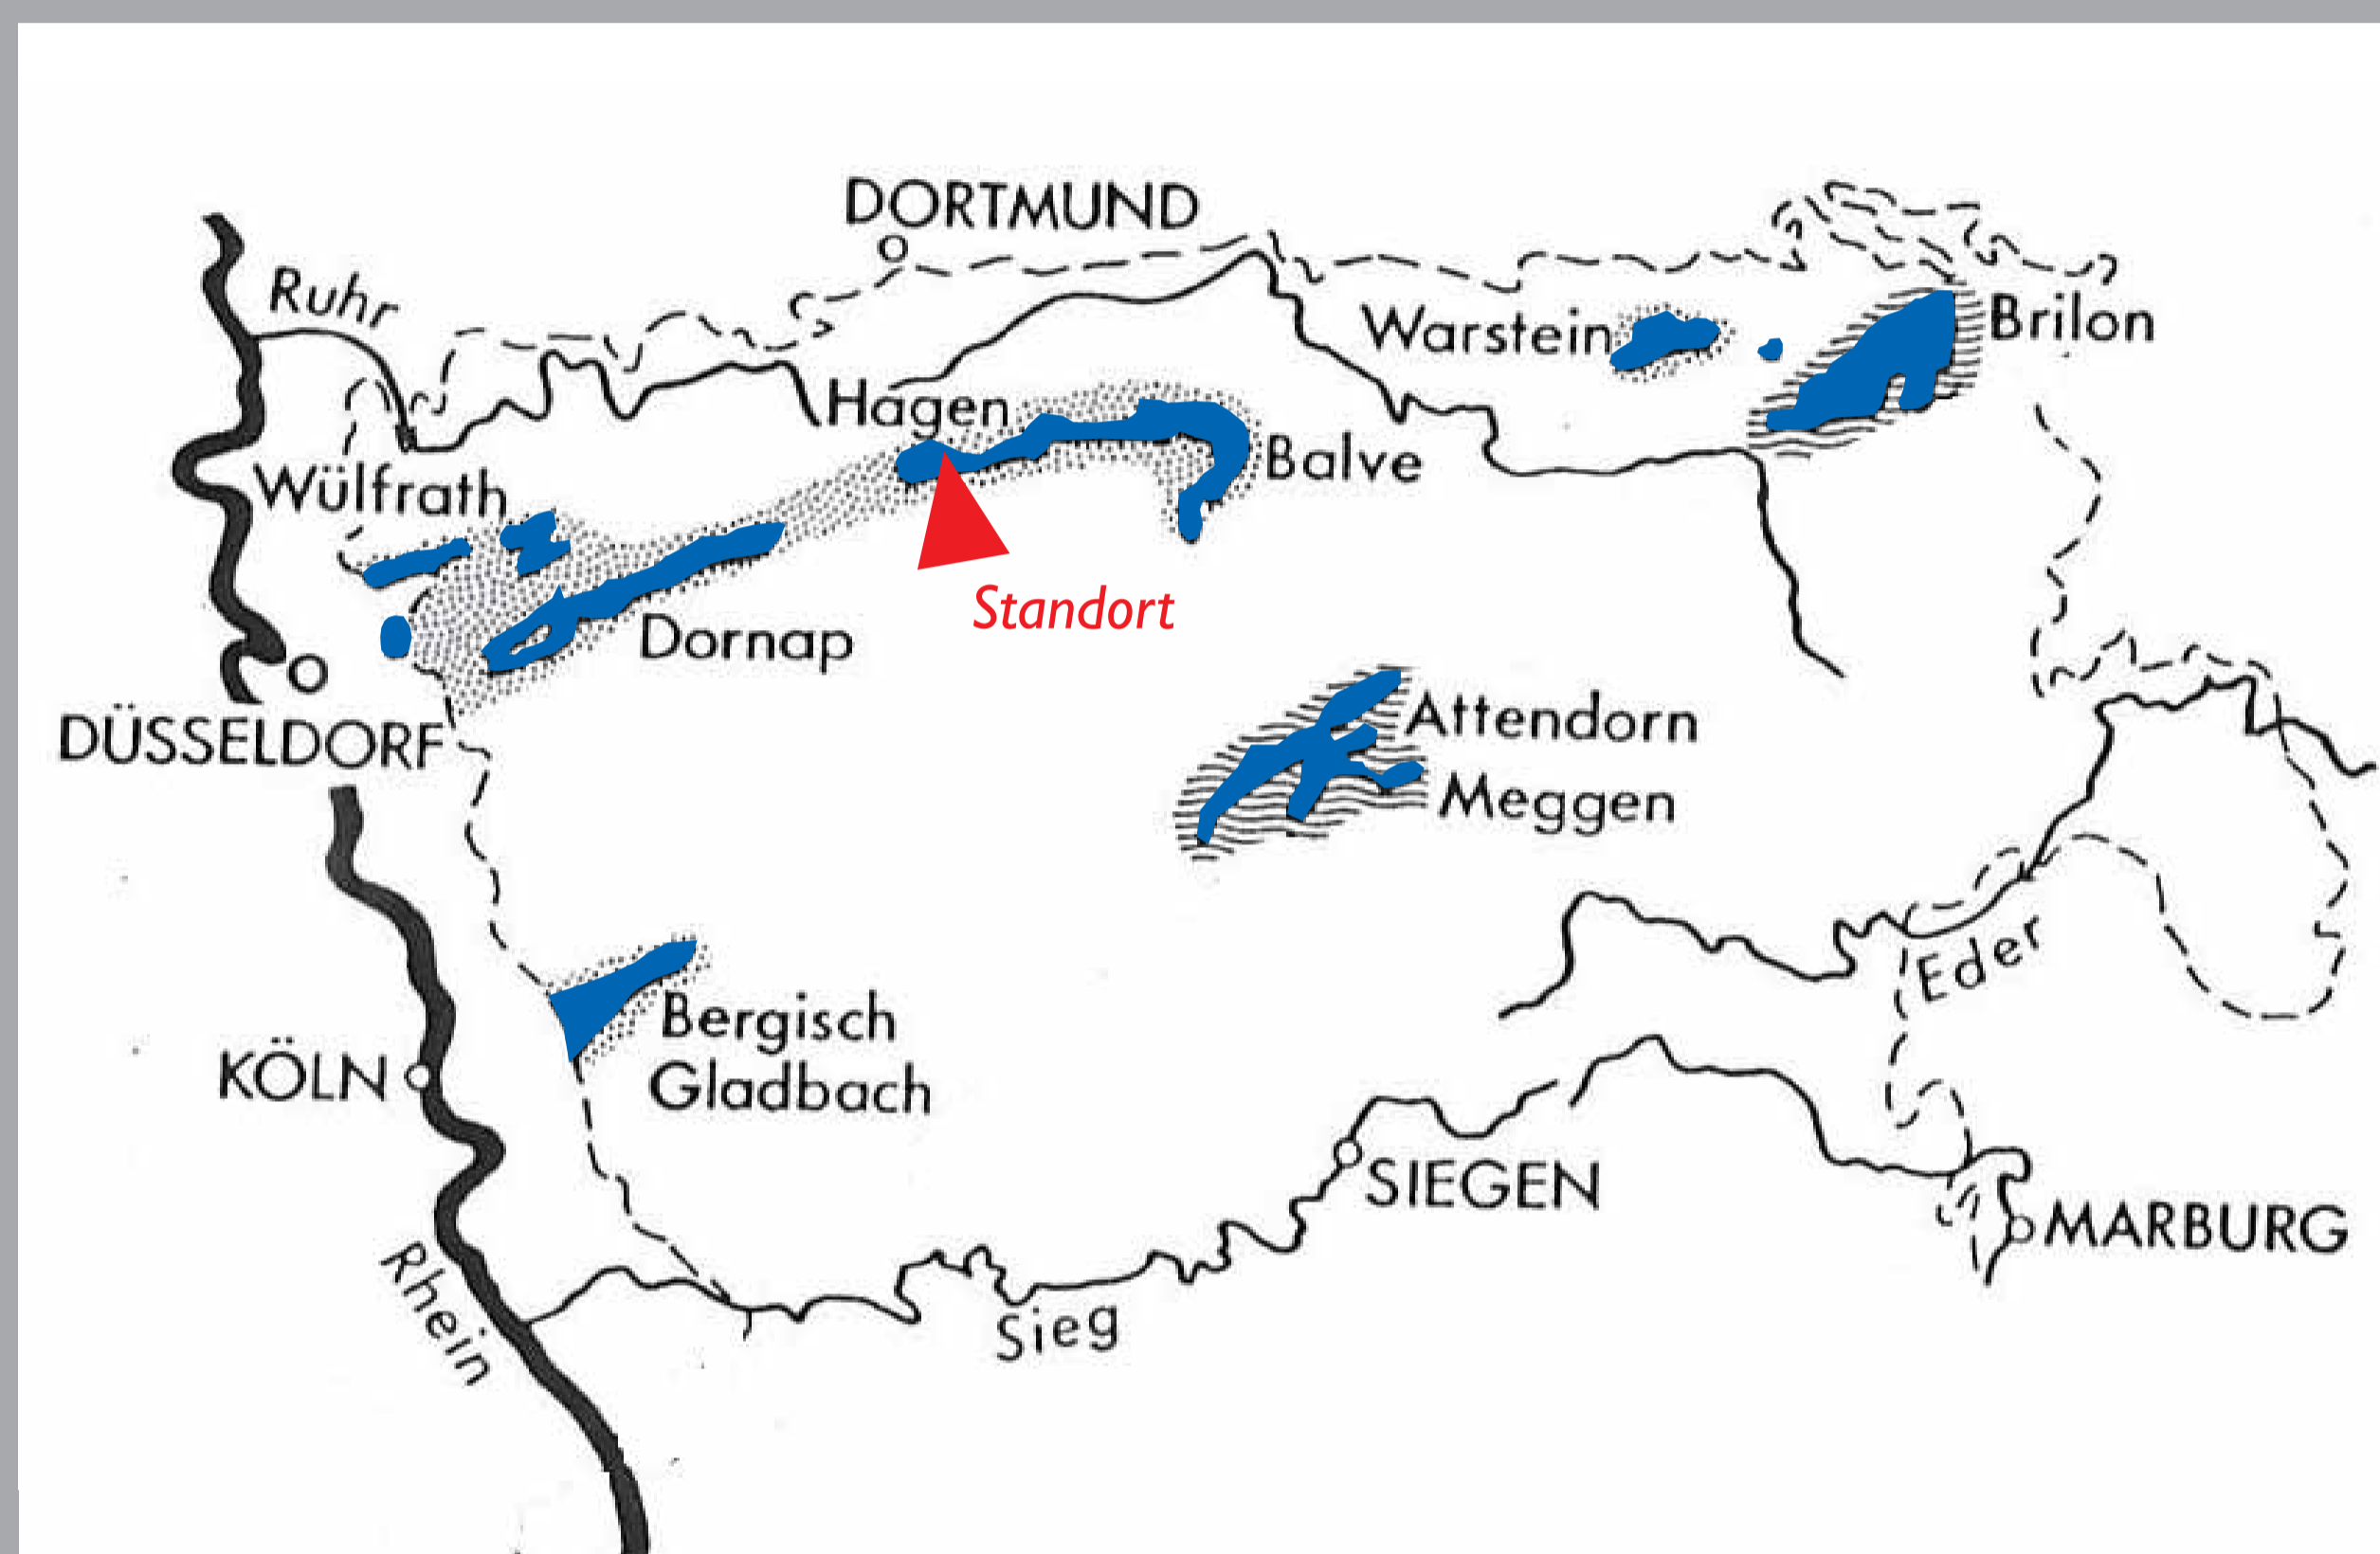 DORTMUND
Ruhr
Warstein
Brilon
Hagen
Balve
Wülfrath
Standort
Dornap
DÜSSELDORF
Attendorn
Meggen
Eder
Bergisch
Gladbach
KÖLN
SIEGEN
MARBURG
Rhein
Sieg